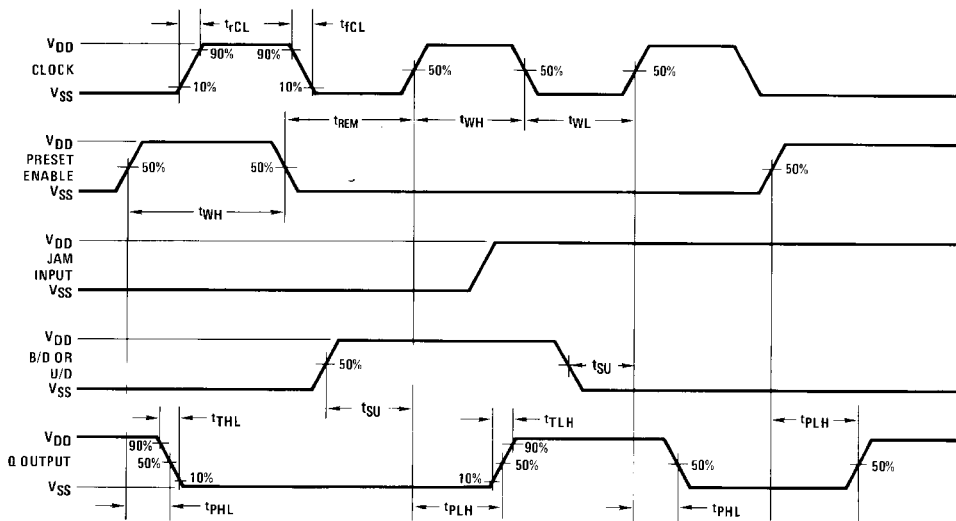 trCL tfCL
VDD
90% 90%
CLOCK 50% 50% 50%
10% 10%
VSS
tREM tWH tWL
VDD
PRESET
ENABLE 50% 50% 50%
VSS
tWH
VDD
JAM
INPUT
VSS
VDD
B/D OR
U/D 50% tSU
VSS
tTHL tSU tTLH tPLH
VDD
90% 90%
Q OUTPUT 50% 50% 50% 50%
10% 10%
VSS
tPHL tPLH tPHL